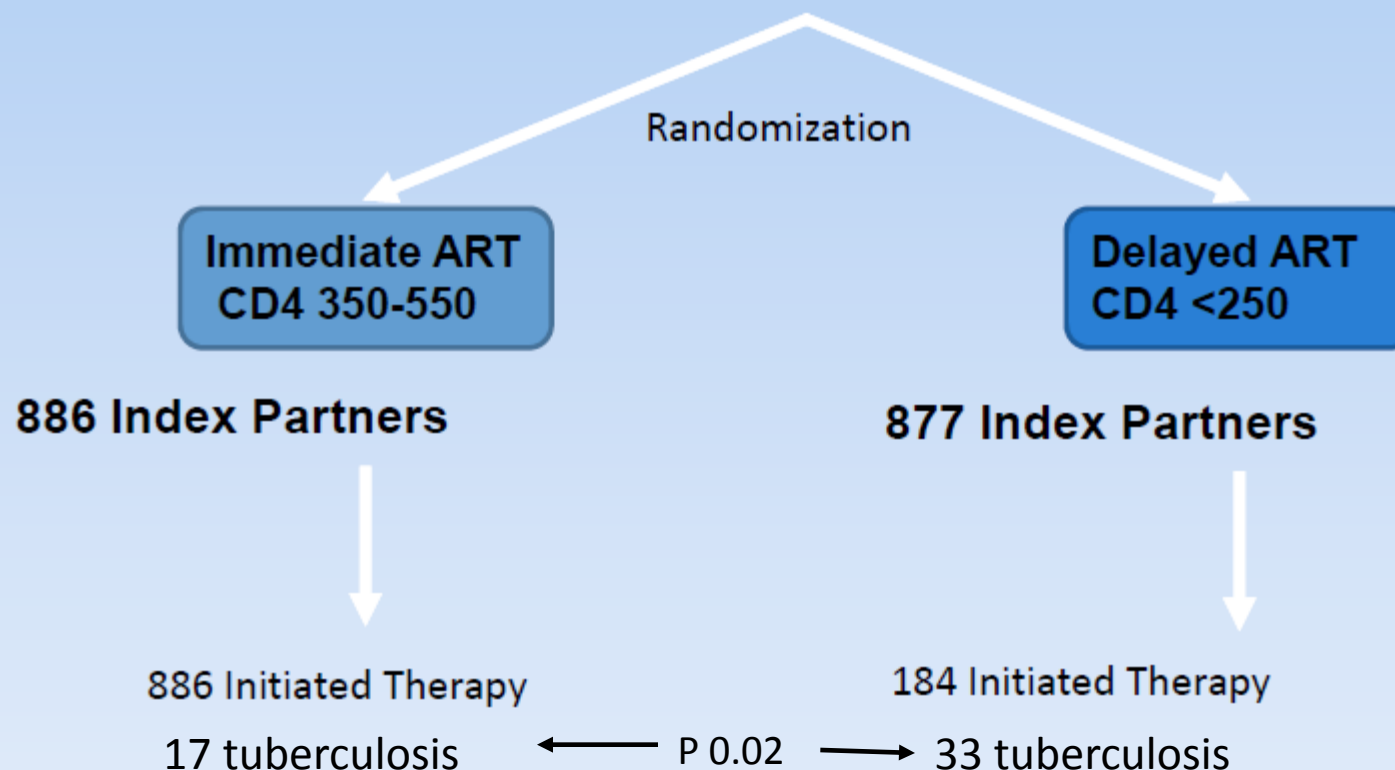 Randomization
Immediate ART
CD4 350-550
Delayed ART
CD4 <250
886 Index Partners
877 Index Partners
886 Initiated Therapy
184 Initiated Therapy
17 tuberculosis
P 0.02
33 tuberculosis